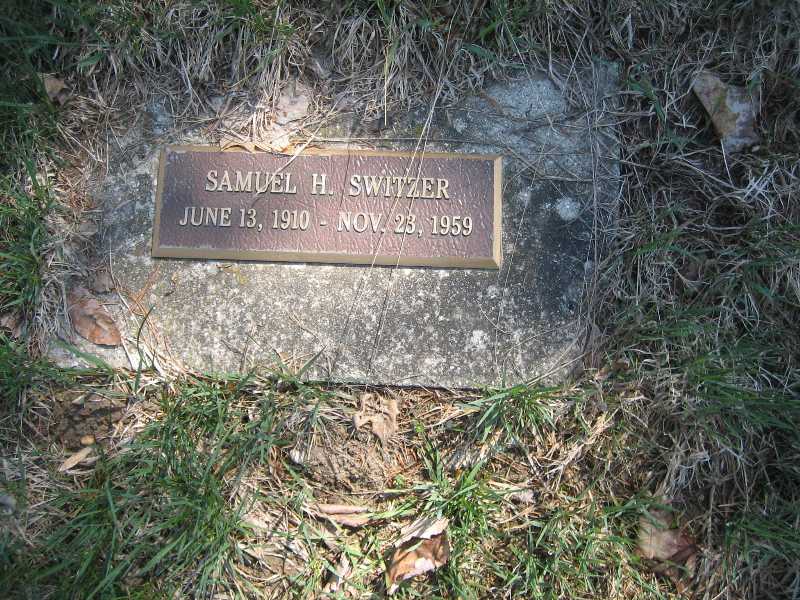 SAMUEL H. SWITZER
JUNE 13, 1910 - NOV. 23, 1959